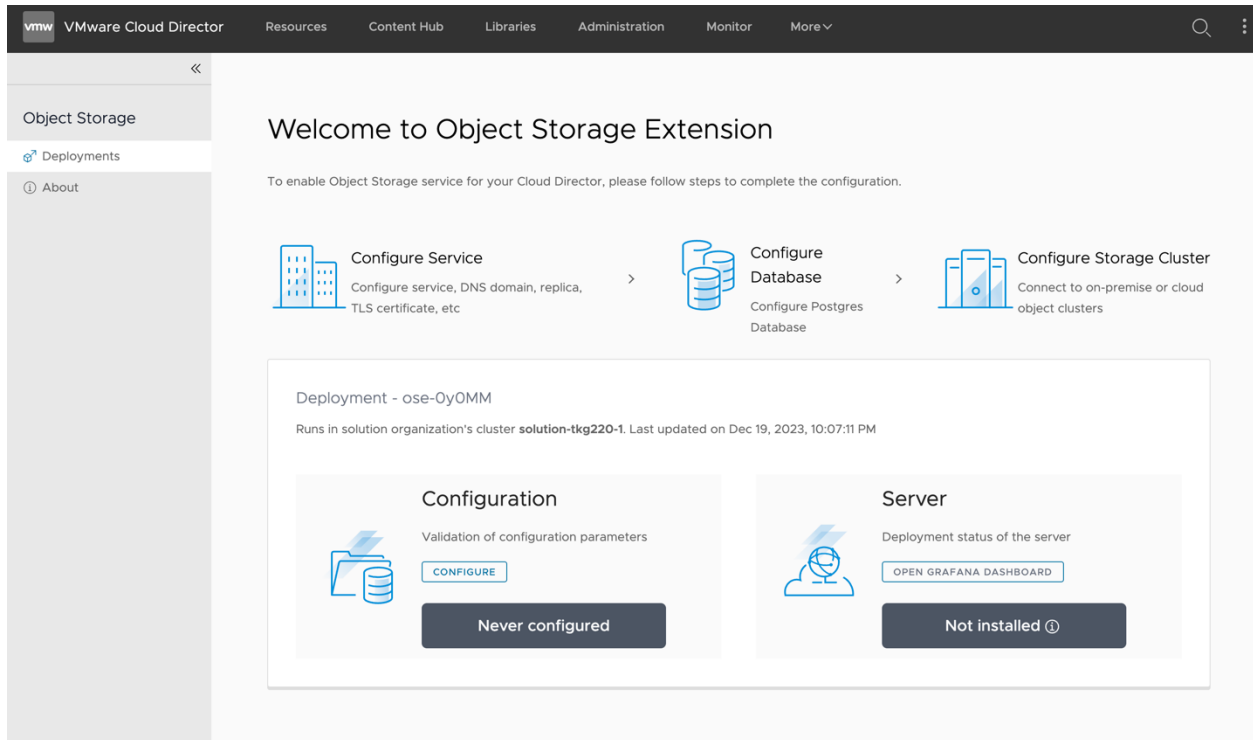 vmw VMware Cloud Director Resources Content Hub Libraries Administration Monitor More
Object Storage
Deployments
About
Welcome to Object Storage Extension
To enable Object Storage service for your Cloud Director, please follow steps to complete the configuration.
Configure Service
Configure service, DNS domain, replica,
TLS certificate, etc
Configure
Database
Configure Postgres
Database
Configure Storage Cluster
Connect to on-premise or cloud
object clusters
Deployment - ose-0y0MM
Runs in solution organization's cluster solution-tkg220-1. Last updated on Dec 19, 2023, 10:07:11 PM
Configuration
Validation of configuration parameters
CONFIGURE
Never configured
Server
Deployment status of the server
OPEN GRAFANA DASHBOARD
Not installed